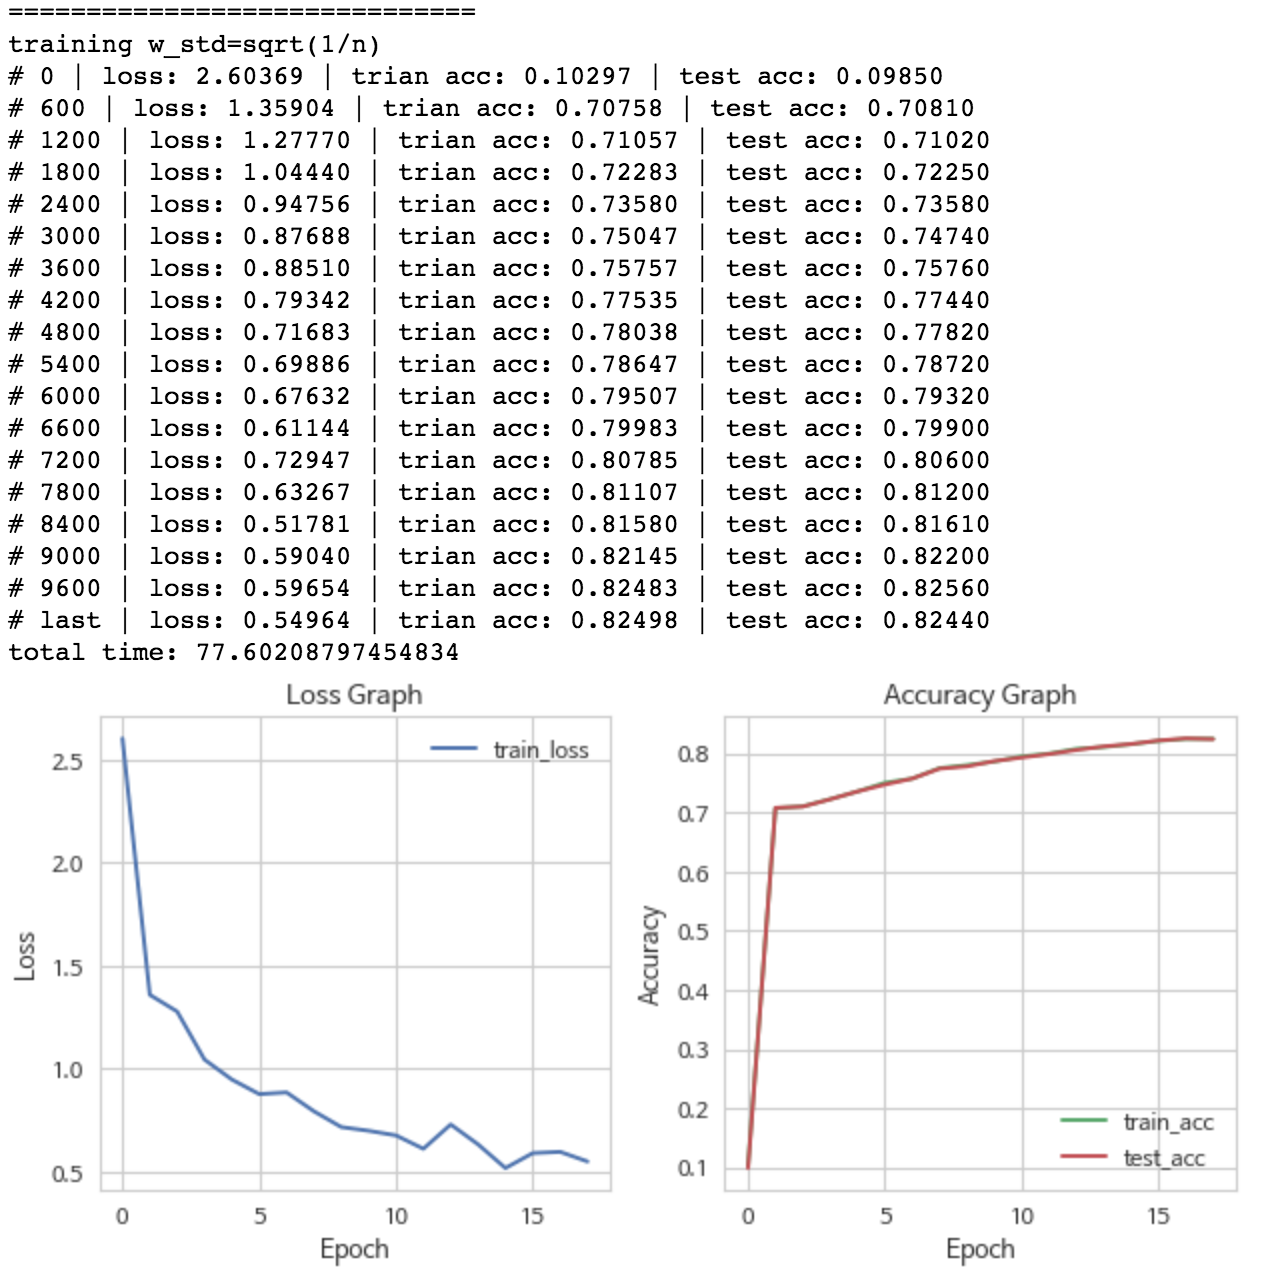 ==============================
training w_std=sqrt(1/n)
# 0 | loss: 2.60369 | trian acc: 0.10297 | test acc: 0.09850
# 600 | loss: 1.35904 | trian acc: 0.70758 | test acc: 0.70810
# 1200 | loss: 1.27770 | trian acc: 0.71057 | test acc: 0.71020
# 1800 | loss: 1.04440 | trian acc: 0.72283 | test acc: 0.72250
# 2400 | loss: 0.94756 | trian acc: 0.73580 | test acc: 0.73580
# 3000 | loss: 0.87688 | trian acc: 0.75047 | test acc: 0.74740
# 3600 | loss: 0.88510 | trian acc: 0.75757 | test acc: 0.75760
# 4200 | loss: 0.79342 | trian acc: 0.77535 | test acc: 0.77440
# 4800 | loss: 0.71683 | trian acc: 0.78038 | test acc: 0.77820
# 5400 | loss: 0.69886 | trian acc: 0.78647 | test acc: 0.78720
# 6000 | loss: 0.67632 | trian acc: 0.79507 | test acc: 0.79320
# 6600 | loss: 0.61144 | trian acc: 0.79983 | test acc: 0.79900
# 7200 | loss: 0.72947 | trian acc: 0.80785 | test acc: 0.80600
# 7800 | loss: 0.63267 | trian acc: 0.81107 | test acc: 0.81200
# 8400 | loss: 0.51781 | trian acc: 0.81580 | test acc: 0.81610
# 9000 | loss: 0.59040 | trian acc: 0.82145 | test acc: 0.82200
# 9600 | loss: 0.59654 | trian acc: 0.82483 | test acc: 0.82560
# last | loss: 0.54964 | trian acc: 0.82498 | test acc: 0.82440
total time: 77.60208797454834
Loss Graph
train_loss
2.5
2.0
1.5
1.0
0.5
Loss
0 5 10 15
Epoch
Accuracy Graph
0.8
0.7
0.6
0.5
0.4
0.3
0.2
0.1
Accuracy
train_acc
test_acc
0 5 10 15
Epoch